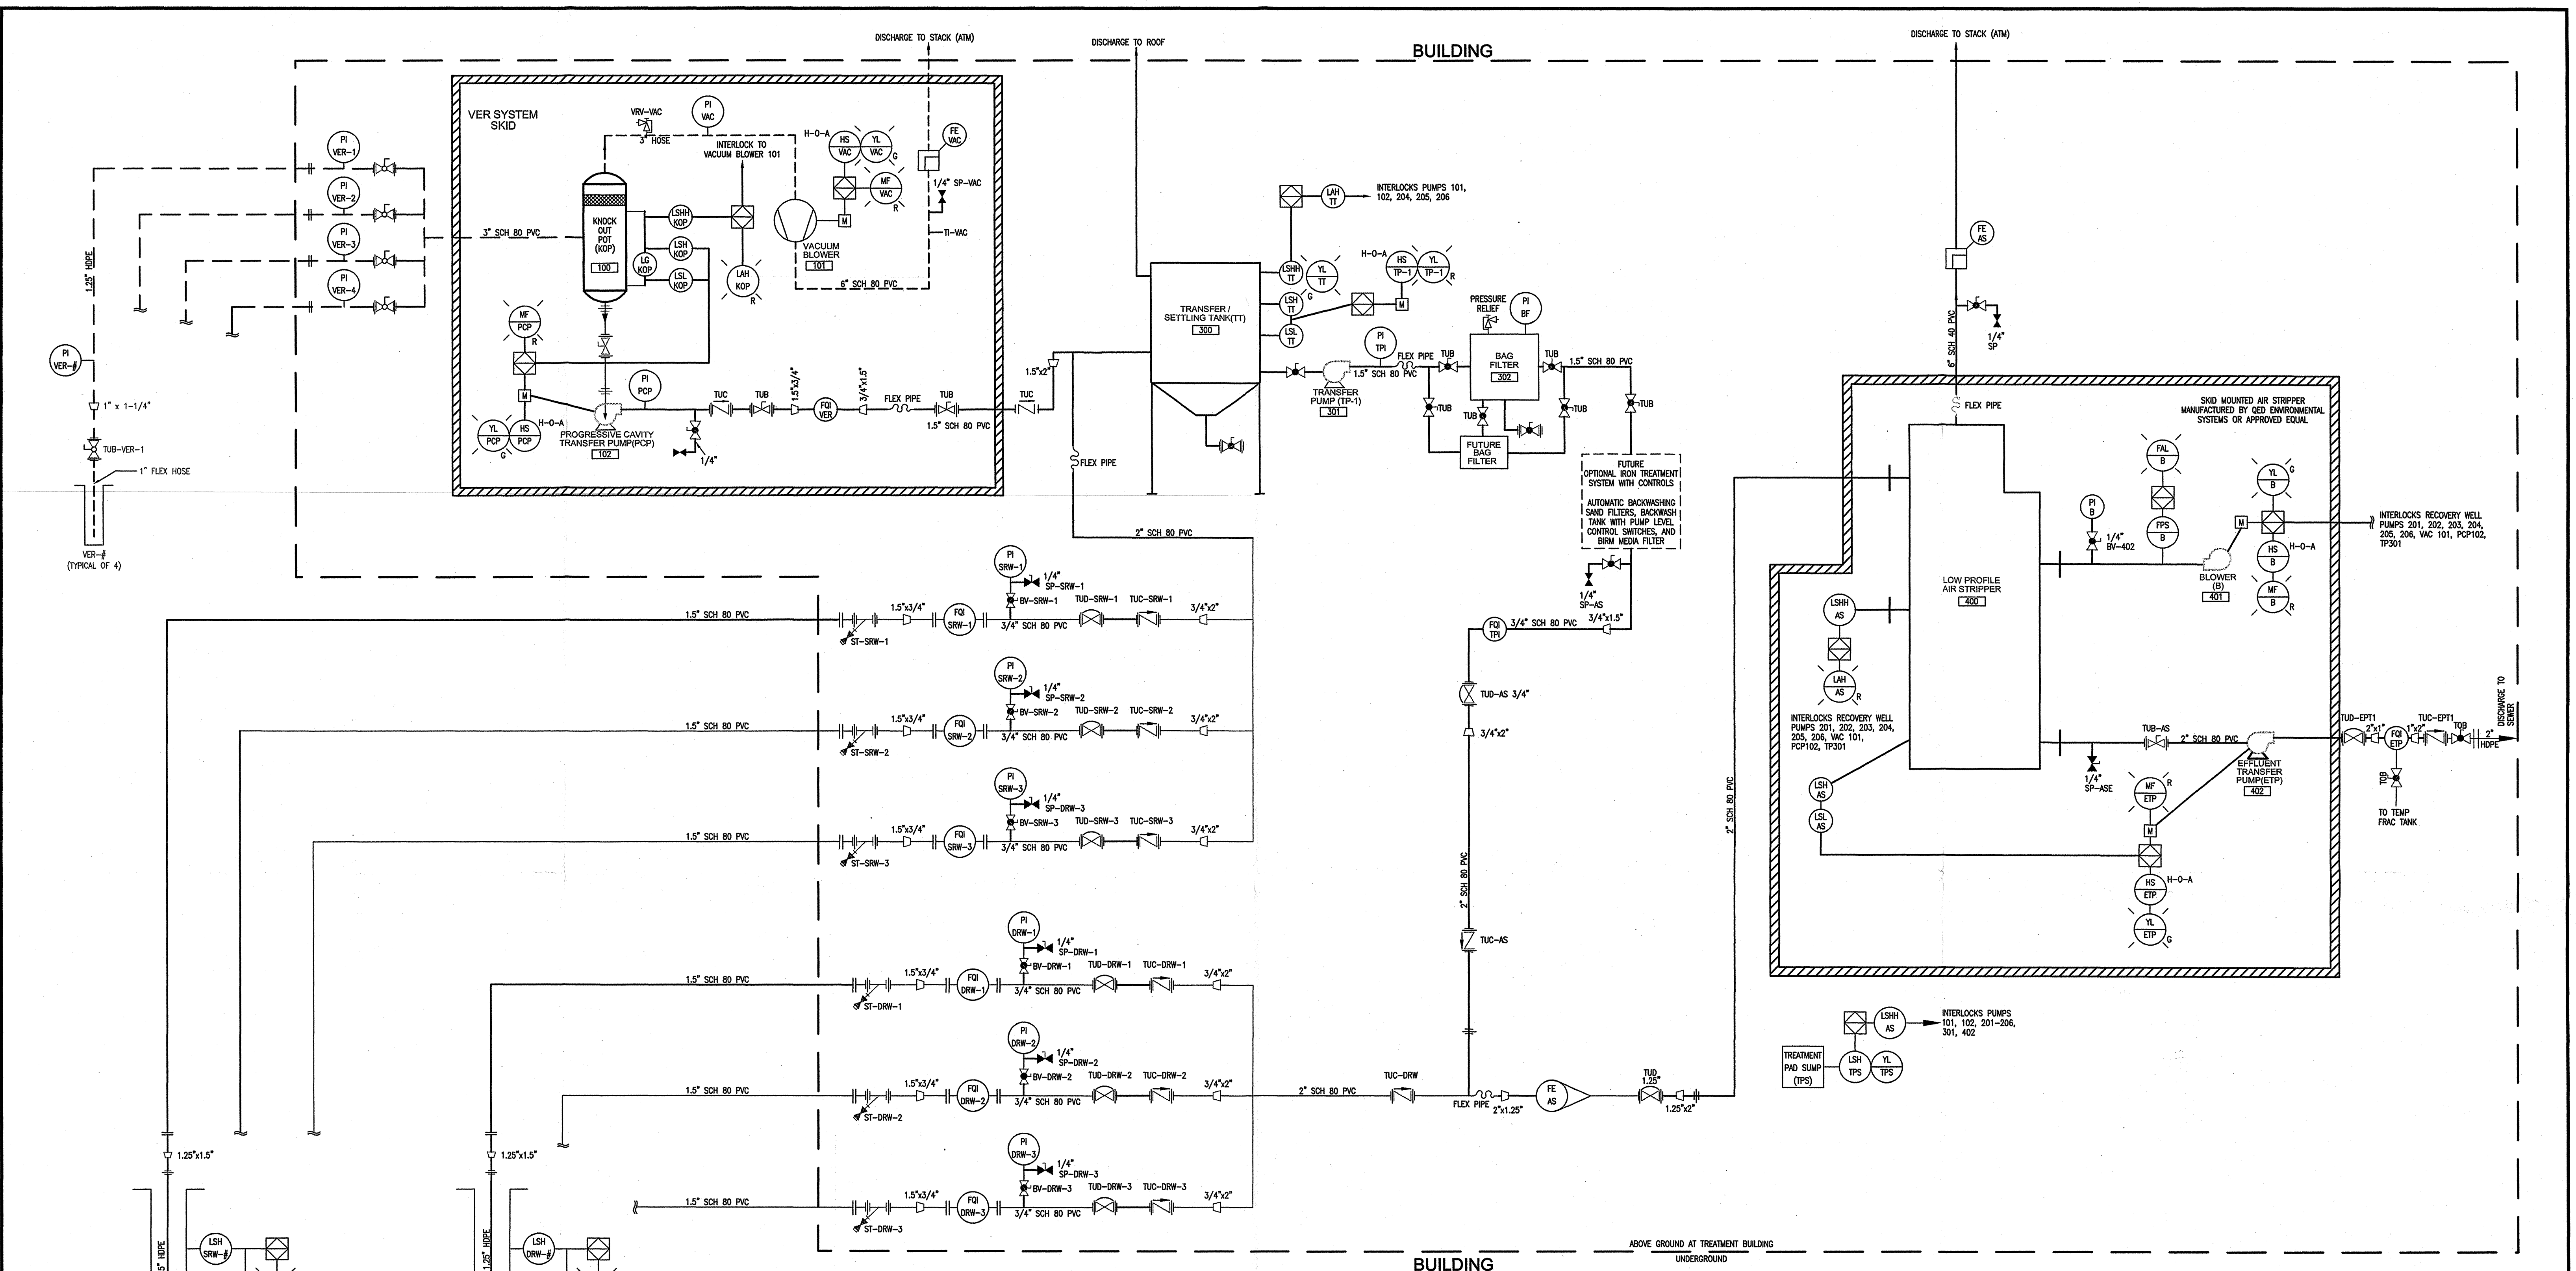 DISCHARGE TO STACK (ATM)
DISCHARGE TO ROOF
BUILDING
DISCHARGE TO STACK (ATM)
VER SYSTEM
SKID
VRV-VAC
3" HOSE
PI
VAC
INTERLOCK TO
VACUUM BLOWER 101
H-O-A
HS
VAC
YL
VAC
G
MF
VAC
R
FE
VAC
1/4" SP-VAC
TI-VAC
M
VACUUM
BLOWER
101
6" SCH 80 PVC
PI
VER-1
PI
VER-2
PI
VER-3
PI
VER-4
3" SCH 80 PVC
KNOCK
OUT
POT
(KOP)
100
LSHH
KOP
LSH
KOP
LG
KOP
LSL
KOP
LAH
KOP
R
1.25" HDPE
PI
VER-#
1" x 1-1/4"
TUB-VER-1
1" FLEX HOSE
VER-#
(TYPICAL OF 4)
MF
PCP
R
M
YL
PCP
HS
PCP
G
H-O-A
PI
PCP
PROGRESSIVE CAVITY
TRANSFER PUMP(PCP)
102
1/4"
TUC
TUB
1.5"x3/4"
FQI
VER
3/4"x1.5"
FLEX PIPE
TUB
1.5" SCH 80 PVC
TUC
1.5"x2"
FLEX PIPE
2" SCH 80 PVC
TRANSFER /
SETTLING TANK(TT)
300
LAH
TT
INTERLOCKS PUMPS 101,
102, 204, 205, 206
LSHH
TT
YL
TT
G
LSH
TT
LSL
TT
H-O-A
HS
TP-1
YL
TP-1
R
M
PI
TPI
FLEX PIPE
1.5" SCH 80 PVC
TRANSFER
PUMP (TP-1)
301
PRESSURE
RELIEF
PI
BF
BAG
FILTER
302
TUB
TUB
1.5" SCH 80 PVC
TUB
TUB
TUB
TUB
FUTURE
BAG
FILTER
FUTURE
OPTIONAL IRON TREATMENT
SYSTEM WITH CONTROLS
AUTOMATIC BACKWASHING
SAND FILTERS, BACKWASH
TANK WITH PUMP LEVEL
CONTROL SWITCHES, AND
BIRM MEDIA FILTER
1/4"
SP-AS
FQI
TPI
3/4" SCH 80 PVC
3/4"x1.5"
TUD-AS 3/4"
3/4"x2"
2" SCH 80 PVC
TUC-AS
FE
AS
1/4"
SP
6" SCH 40 PVC
FLEX PIPE
SKID MOUNTED AIR STRIPPER
MANUFACTURED BY QED ENVIRONMENTAL
SYSTEMS OR APPROVED EQUAL
LOW PROFILE
AIR STRIPPER
400
PI
B
1/4"
BV-402
FAL
B
FPS
B
M
YL
B
G
HS
B
H-O-A
MF
B
R
BLOWER
(B)
401
INTERLOCKS RECOVERY WELL
PUMPS 201, 202, 203, 204,
205, 206, VAC 101, PCP102,
TP301
LSHH
AS
LAH
AS
R
INTERLOCKS RECOVERY WELL
PUMPS 201, 202, 203, 204,
205, 206, VAC 101,
PCP102, TP301
LSH
AS
LSL
AS
1/4"
SP-ASE
TUB-AS
2" SCH 80 PVC
EFFLUENT
TRANSFER
PUMP(ETP)
402
MF
ETP
R
M
HS
ETP
H-O-A
YL
ETP
G
TUD-EPT1
2"x1"
FQI
ETP
1"x2"
TUC-EPT1
TOB
2"
HDPE
DISCHARGE TO
SEWER
TOB
TO TEMP
FRAC TANK
2" SCH 80 PVC
1.5" SCH 80 PVC
ST-SRW-1
1.5"x3/4"
FQI
SRW-1
PI
SRW-1
1/4"
SP-SRW-1
BV-SRW-1
3/4" SCH 80 PVC
TUD-SRW-1
TUC-SRW-1
3/4"x2"
1.5" SCH 80 PVC
ST-SRW-2
1.5"x3/4"
FQI
SRW-2
PI
SRW-2
1/4"
SP-SRW-2
BV-SRW-2
3/4" SCH 80 PVC
TUD-SRW-2
TUC-SRW-2
3/4"x2"
1.5" SCH 80 PVC
ST-SRW-3
1.5"x3/4"
FQI
SRW-3
PI
SRW-3
1/4"
SP-DRW-3
BV-SRW-3
3/4" SCH 80 PVC
TUD-SRW-3
TUC-SRW-3
3/4"x2"
1.5" SCH 80 PVC
ST-DRW-1
1.5"x3/4"
FQI
DRW-1
PI
DRW-1
1/4"
SP-DRW-1
BV-DRW-1
3/4" SCH 80 PVC
TUD-DRW-1
TUC-DRW-1
3/4"x2"
1.5" SCH 80 PVC
ST-DRW-2
1.5"x3/4"
FQI
DRW-2
PI
DRW-2
1/4"
SP-DRW-2
BV-DRW-2
3/4" SCH 80 PVC
TUD-DRW-2
TUC-DRW-2
3/4"x2"
1.5" SCH 80 PVC
ST-DRW-3
1.5"x3/4"
FQI
DRW-3
PI
DRW-3
1/4"
SP-DRW-3
BV-DRW-3
3/4" SCH 80 PVC
TUD-DRW-3
TUC-DRW-3
3/4"x2"
2" SCH 80 PVC
TUC-DRW
FLEX PIPE
2"x1.25"
FE
AS
TUD
1.25"
1.25"x2"
TREATMENT
PAD SUMP
(TPS)
LSH
TPS
YL
TPS
LSHH
AS
INTERLOCKS PUMPS
101, 102, 201-206,
301, 402
1.25"x1.5"
1.25"x1.5"
5" HDPE
LSH
SRW-#
1.25" HDPE
LSH
DRW-#
ABOVE GROUND AT TREATMENT BUILDING
UNDERGROUND
BUILDING